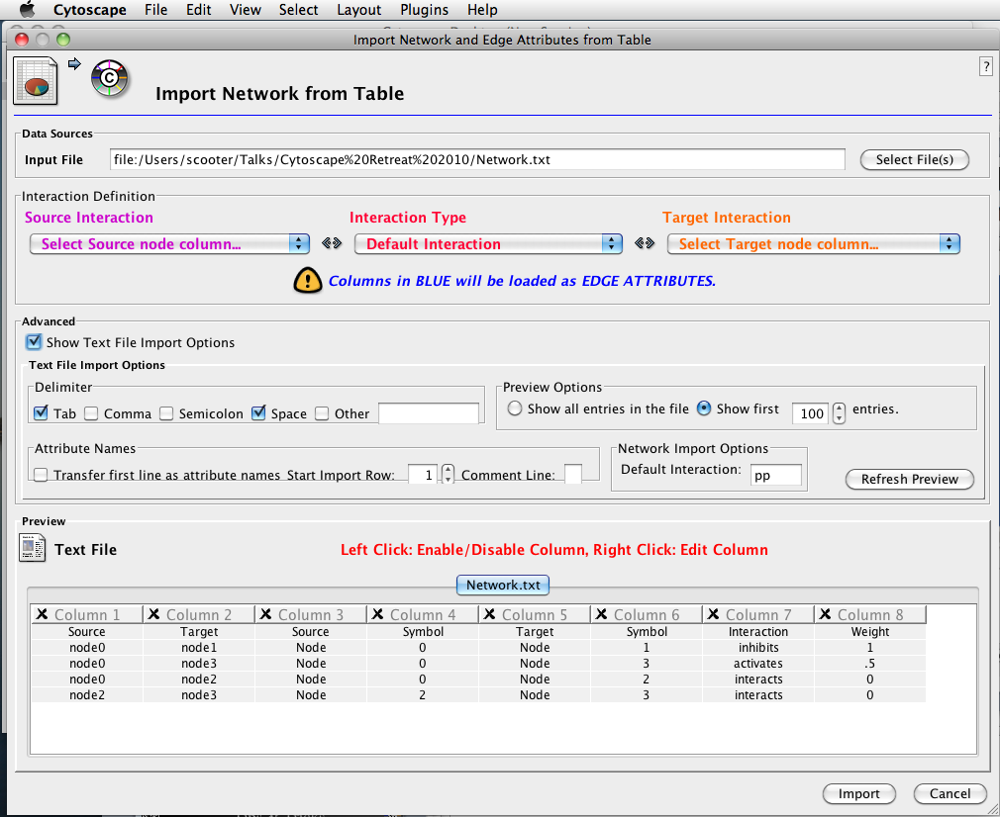 Cytoscape File Edit View Select Layout Plugins Help
Import Network and Edge Attributes from Table
?
Import Network from Table
Data Sources
Input File file:/Users/scooter/Talks/Cytoscape%20Retreat%202010/Network.txt Select File(s)
Interaction Definition
Source Interaction Interaction Type Target Interaction
Select Source node column... Default Interaction Select Target node column...
Columns in BLUE will be loaded as EDGE ATTRIBUTES.
Advanced
Show Text File Import Options
Text File Import Options
Delimiter Preview Options
Tab Comma Semicolon Space Other Show all entries in the file Show first 100 entries.
Attribute Names Network Import Options
Transfer first line as attribute names Start Import Row: 1 Comment Line: Default Interaction: pp Refresh Preview
Preview
Text File Left Click: Enable/Disable Column, Right Click: Edit Column
Network.txt
Column 1 Column 2 Column 3 Column 4 Column 5 Column 6 Column 7 Column 8
Source Target Source Symbol Target Symbol Interaction Weight
node0 node1 Node 0 Node 1 inhibits 1
node0 node3 Node 0 Node 3 activates .5
node0 node2 Node 0 Node 2 interacts 0
node2 node3 Node 2 Node 3 interacts 0
Import Cancel